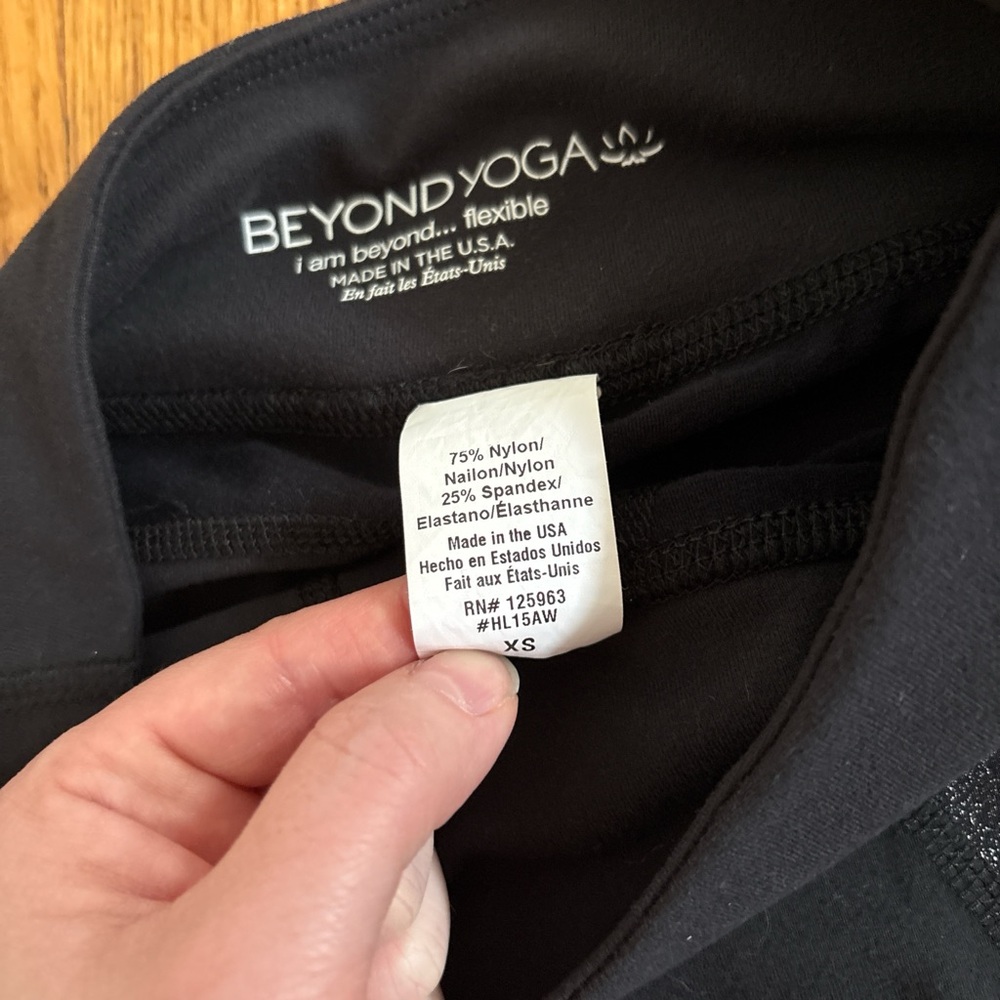 BEYOND YOGA
i am beyond... flexible
MADE IN THE U.S.A.
En fait les États-Unis
75% Nylon/
Nailon/Nylon
25% Spandex/
Elastano/Élasthanne
Made in the USA
Hecho en Estados Unidos
Fait aux États-Unis
RN# 125963
#HL15AW
XS